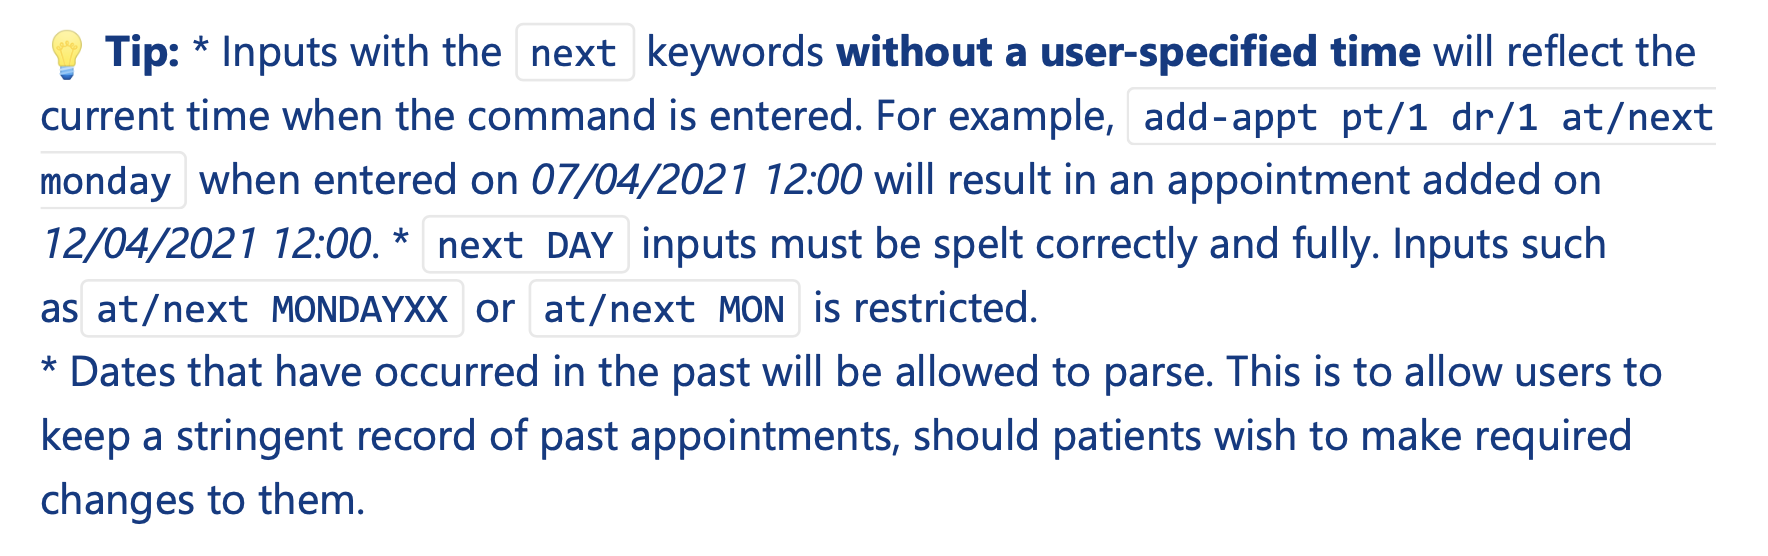 💡 Tip: * Inputs with the next keywords without a user-specified time will reflect the
current time when the command is entered. For example, add-appt pt/1 dr/1 at/next
monday when entered on 07/04/2021 12:00 will result in an appointment added on
12/04/2021 12:00. * next DAY inputs must be spelt correctly and fully. Inputs such
as at/next MONDAYXX or at/next MON is restricted.
* Dates that have occurred in the past will be allowed to parse. This is to allow users to
keep a stringent record of past appointments, should patients wish to make required
changes to them.